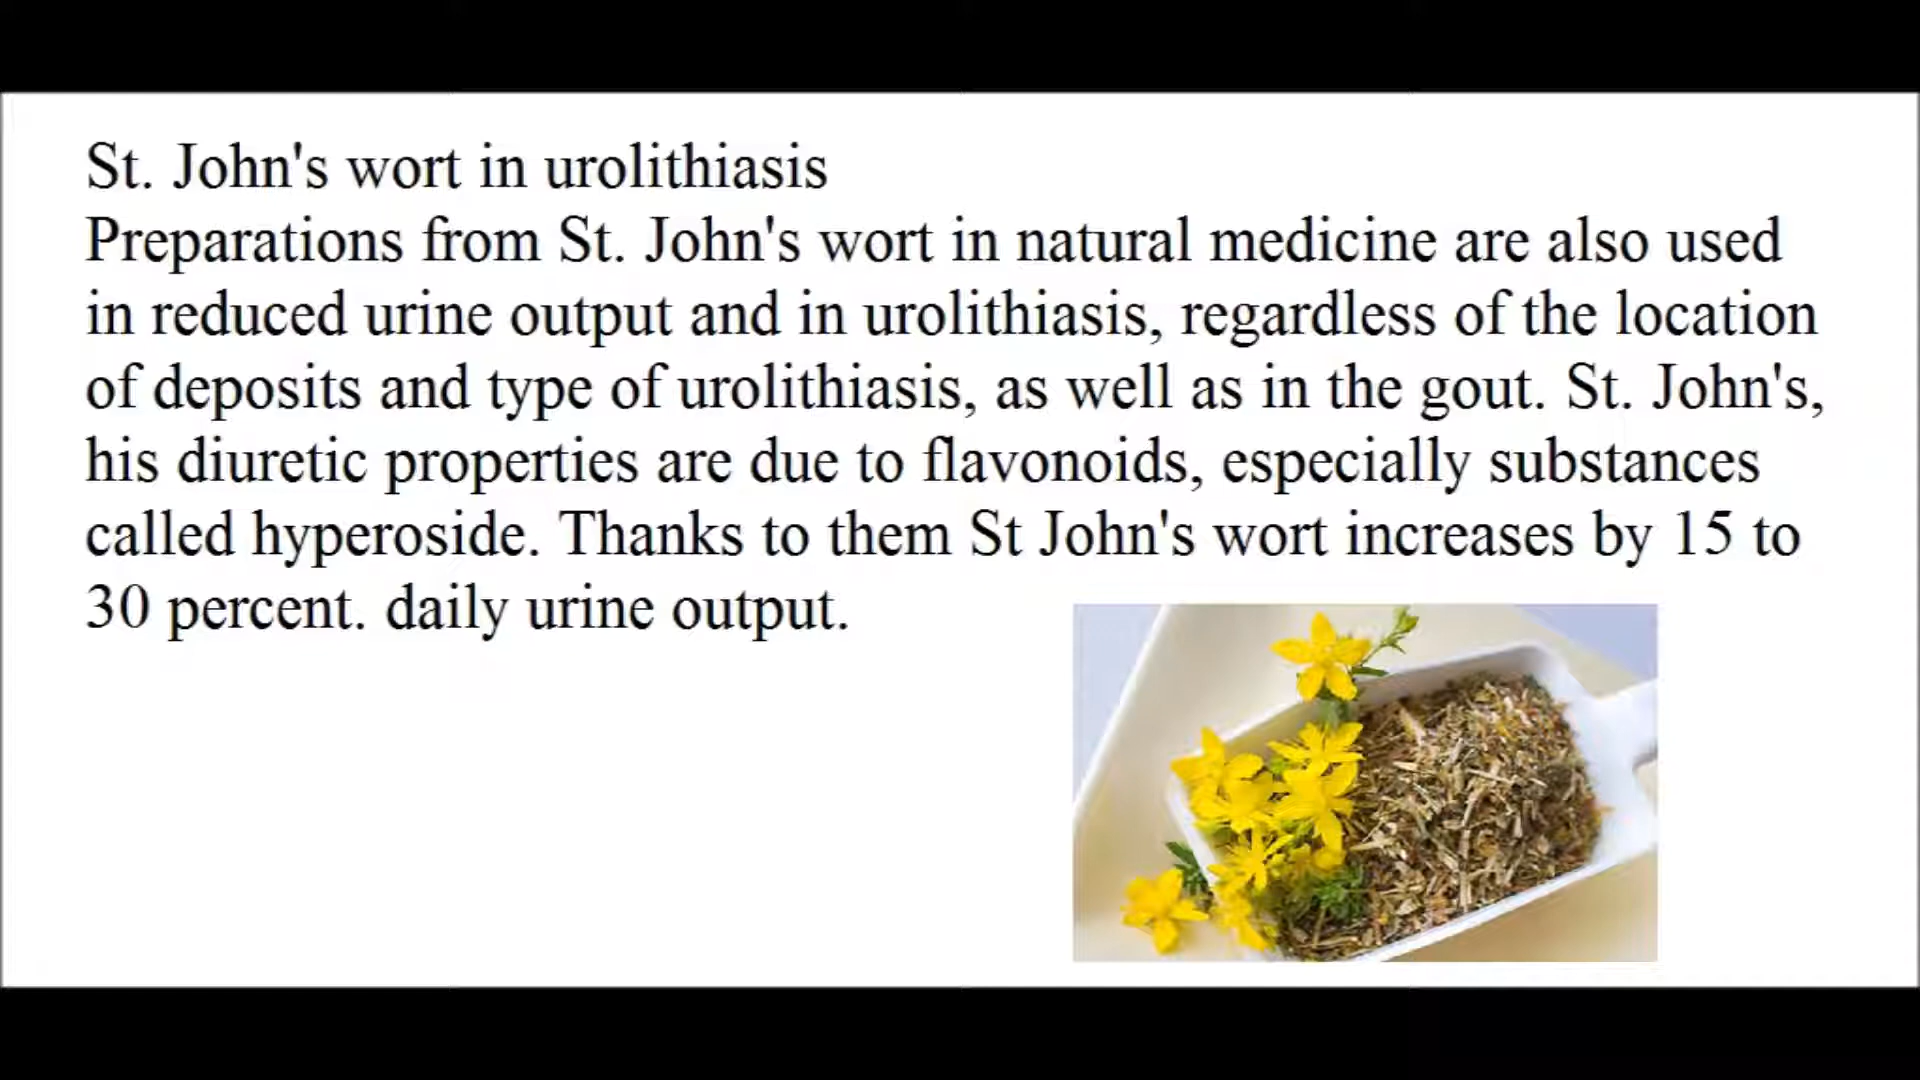 St. John's wort in urolithiasis
Preparations from St. John's wort in natural medicine are also used
in reduced urine output and in urolithiasis, regardless of the location
of deposits and type of urolithiasis, as well as in the gout. St. John's,
his diuretic properties are due to flavonoids, especially substances
called hyperoside. Thanks to them St John's wort increases by 15 to
30 percent. daily urine output.